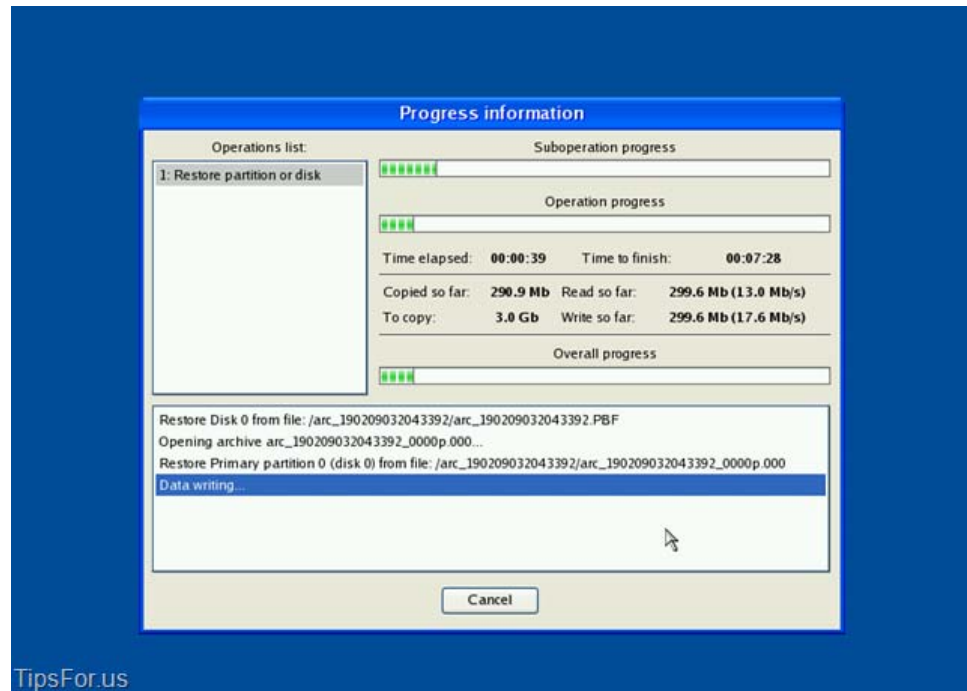 Progress information
Operations list:
1: Restore partition or disk
Suboperation progress
Operation progress
Time elapsed: 00:00:39 Time to finish: 00:07:28
Copied so far: 290.9 Mb Read so far: 299.6 Mb (13.0 Mb/s)
To copy: 3.0 Gb Write so far: 299.6 Mb (17.6 Mb/s)
Overall progress
Restore Disk 0 from file: /arc_190209032043392/arc_190209032043392.PBF
Opening archive arc_190209032043392_0000p.000...
Restore Primary partition 0 (disk 0) from file: /arc_190209032043392/arc_190209032043392_0000p.000
Data writing...
Cancel
TipsFor.us